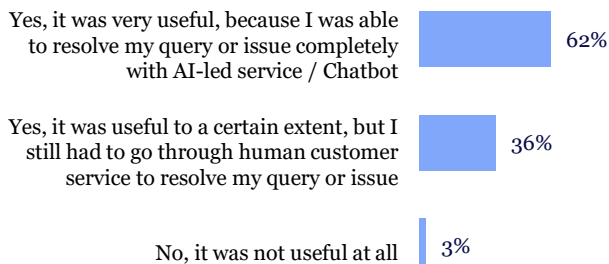 Yes, it was very useful, because I was able
to resolve my query or issue completely
with AI-led service / Chatbot
62%
Yes, it was useful to a certain extent, but I
still had to go through human customer
service to resolve my query or issue
36%
No, it was not useful at all
3%